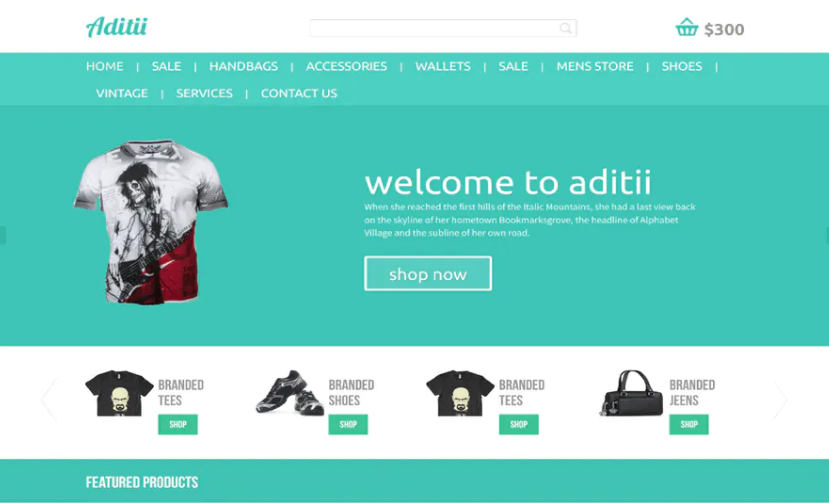 Aditii
$300
HOME | SALE | HANDBAGS | ACCESSORIES | WALLETS | SALE | MENS STORE | SHOES |
VINTAGE | SERVICES | CONTACT US
welcome to aditii
When she reached the first hills of the Italic Mountains, she had a last view back
on the skyline of her hometown Bookmarksgrove, the headline of Alphabet
Village and the subline of her own road.
shop now
BRANDED
TEES
SHOP
BRANDED
SHOES
SHOP
BRANDED
TEES
SHOP
BRANDED
JEENS
SHOP
FEATURED PRODUCTS